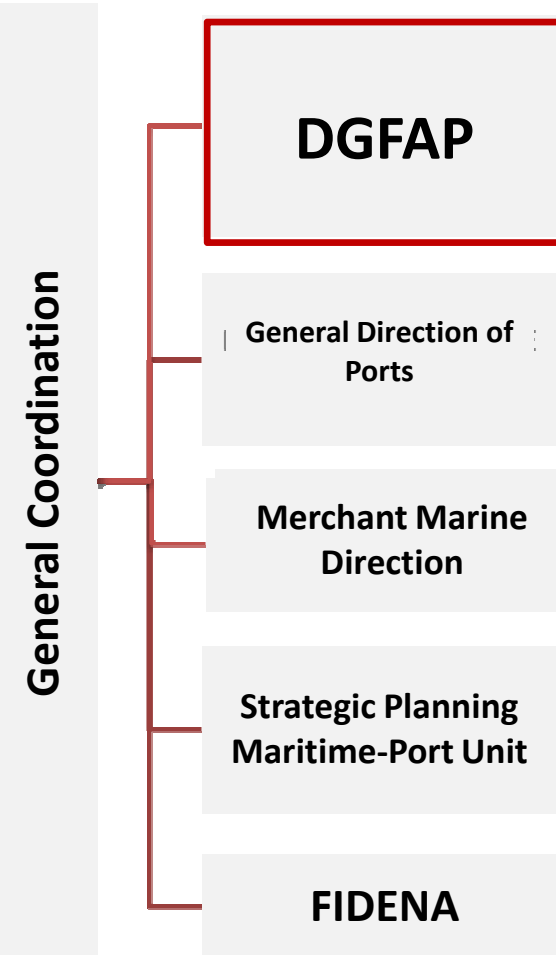 General Coordination
DGFAP
General Direction of
Ports
Merchant Marine
Direction
Strategic Planning
Maritime-Port Unit
FIDENA